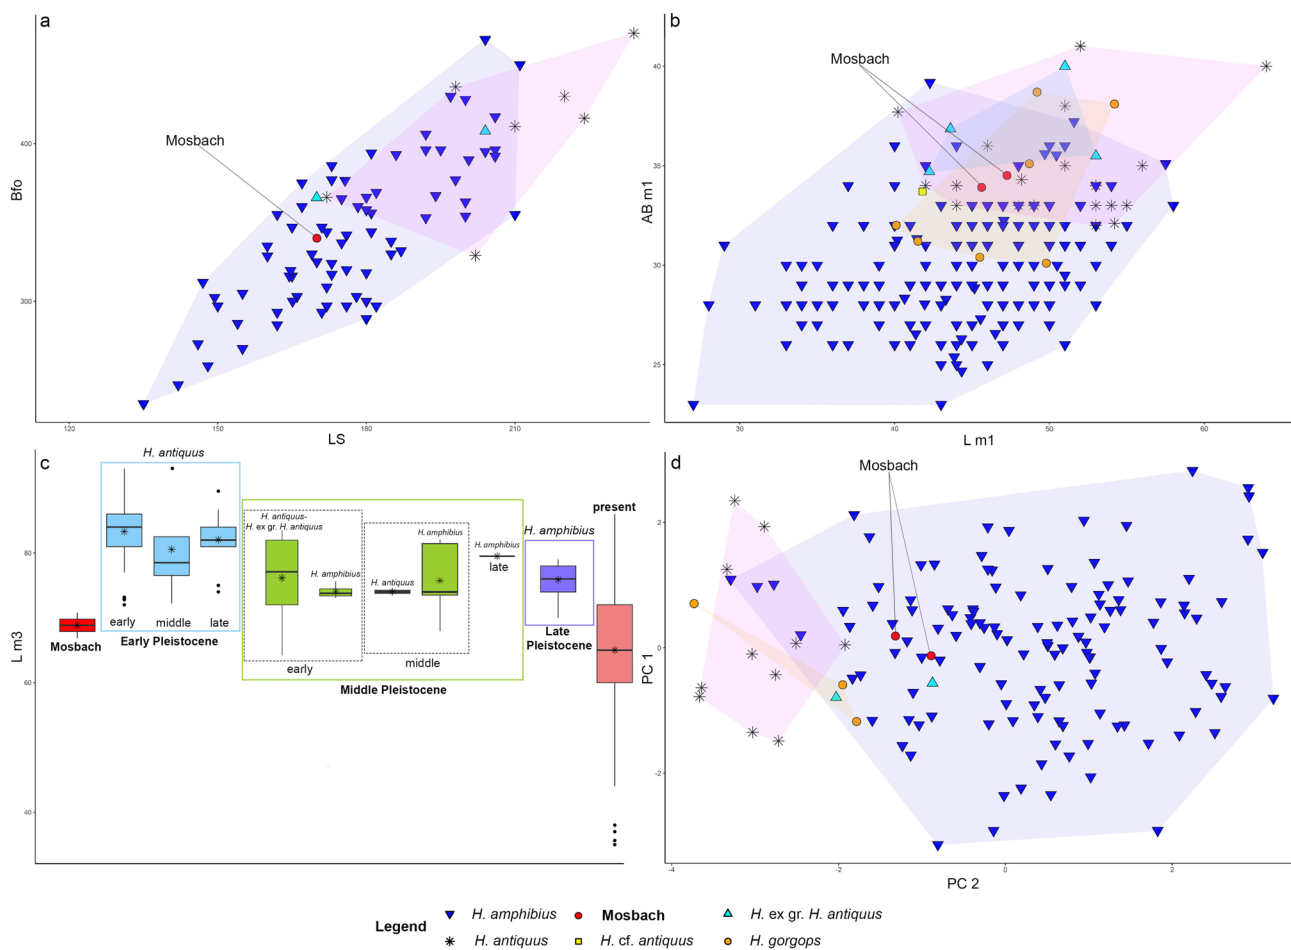 a
Mosbach
Bfo
400
300
120
150
180
210
LS
b
Mosbach
AB m1
40
35
30
25
30
40
50
60
L m1
c
H. antiquus
early
middle
late
Early Pleistocene
Mosbach
L m3
80
60
40
H. antiquus-
H. ex gr. H. antiquus
H. amphibius
early
H. antiquus
H. amphibius
middle
H. amphibius
late
Middle Pleistocene
H. amphibius
Late
Pleistocene
present
d
Mosbach
PC 1
2
0
-2
-4
-2
0
2
PC 2
Legend
H. amphibius
Mosbach
H. ex gr. H. antiquus
H. antiquus
H. cf. antiquus
H. gorgops